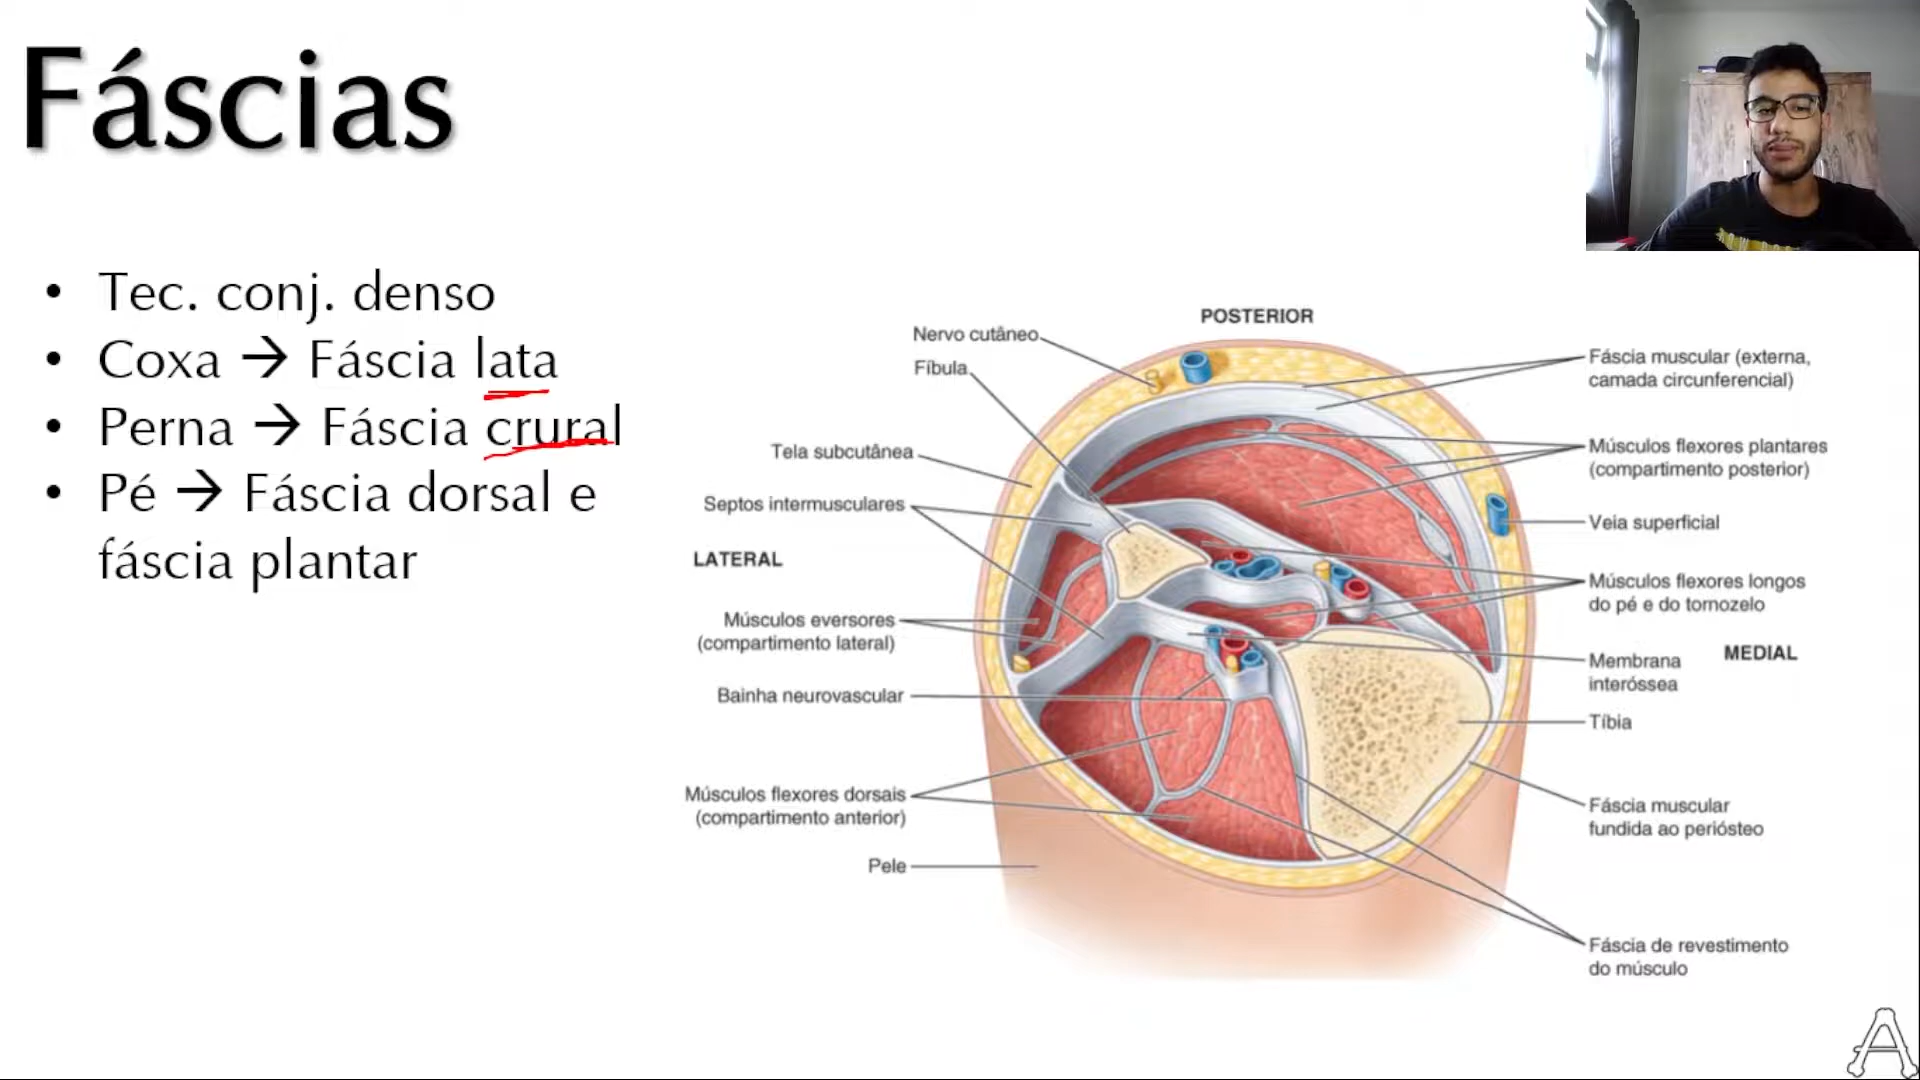 Fáscias
• Tec. conj. denso
• Coxa → Fáscia lata
• Perna → Fáscia crural
• Pé → Fáscia dorsal e
fáscia plantar
POSTERIOR
Nervo cutâneo
Fíbula
Tela subcutânea
Septos intermusculares
LATERAL
Músculos eversores
(compartimento lateral)
Bainha neurovascular
Músculos flexores dorsais
(compartimento anterior)
Pele
Fáscia muscular (externa,
camada circunferencial)
Músculos flexores plantares
(compartimento posterior)
Veia superficial
Músculos flexores longos
do pé e do tornozelo
Membrana
interóssea
MEDIAL
Tíbia
Fáscia muscular
fundida ao periósteo
Fáscia de revestimento
do músculo
A